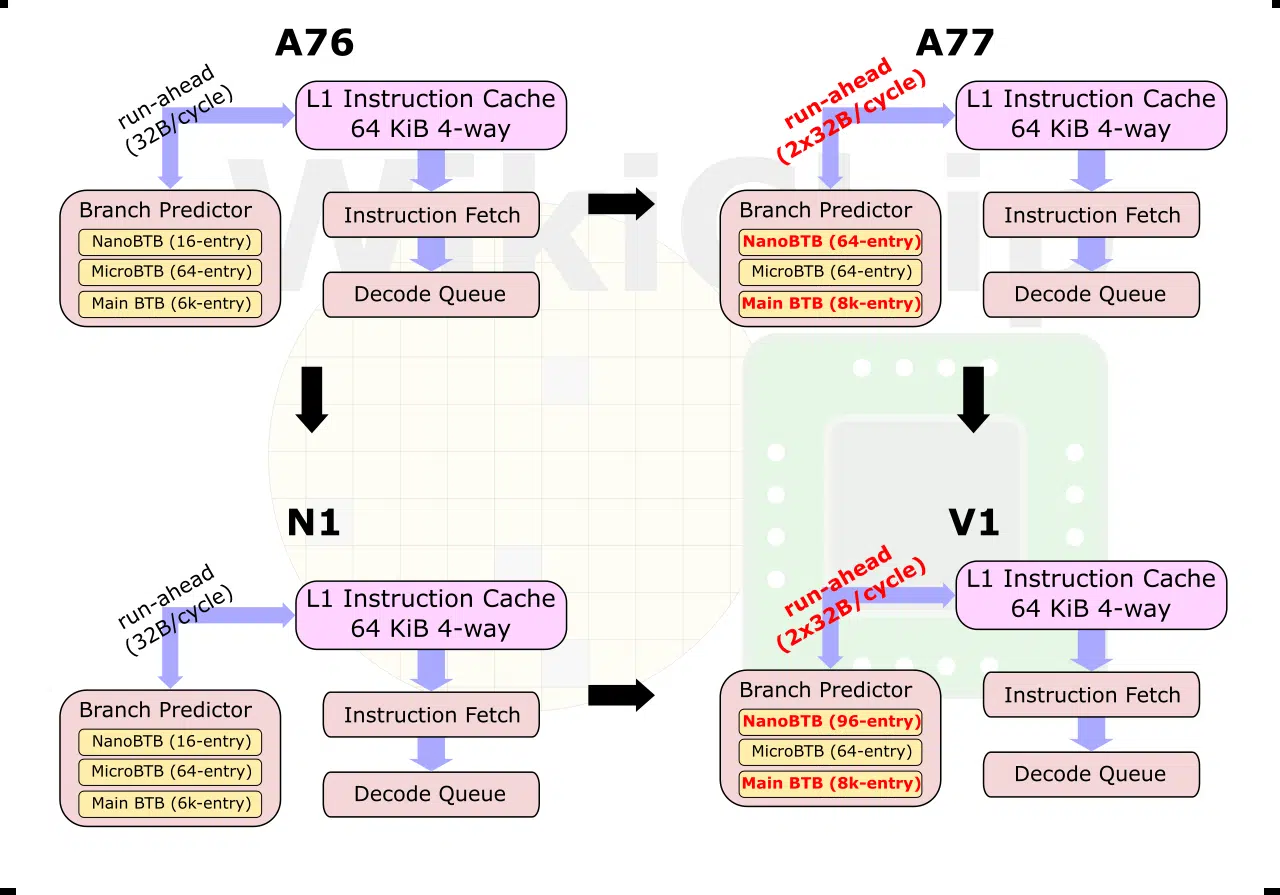 A76
run-ahead
(32B/cycle)
L1 Instruction Cache
64 KiB 4-way
Branch Predictor
NanoBTB (16-entry)
MicroBTB (64-entry)
Main BTB (6k-entry)
Instruction Fetch
Decode Queue
A77
run-ahead
(2x32B/cycle)
L1 Instruction Cache
64 KiB 4-way
Branch Predictor
NanoBTB (64-entry)
MicroBTB (64-entry)
Main BTB (8k-entry)
Instruction Fetch
Decode Queue
WikiChip
N1
run-ahead
(32B/cycle)
L1 Instruction Cache
64 KiB 4-way
Branch Predictor
NanoBTB (16-entry)
MicroBTB (64-entry)
Main BTB (6k-entry)
Instruction Fetch
Decode Queue
V1
run-ahead
(2x32B/cycle)
L1 Instruction Cache
64 KiB 4-way
Branch Predictor
NanoBTB (96-entry)
MicroBTB (64-entry)
Main BTB (8k-entry)
Instruction Fetch
Decode Queue